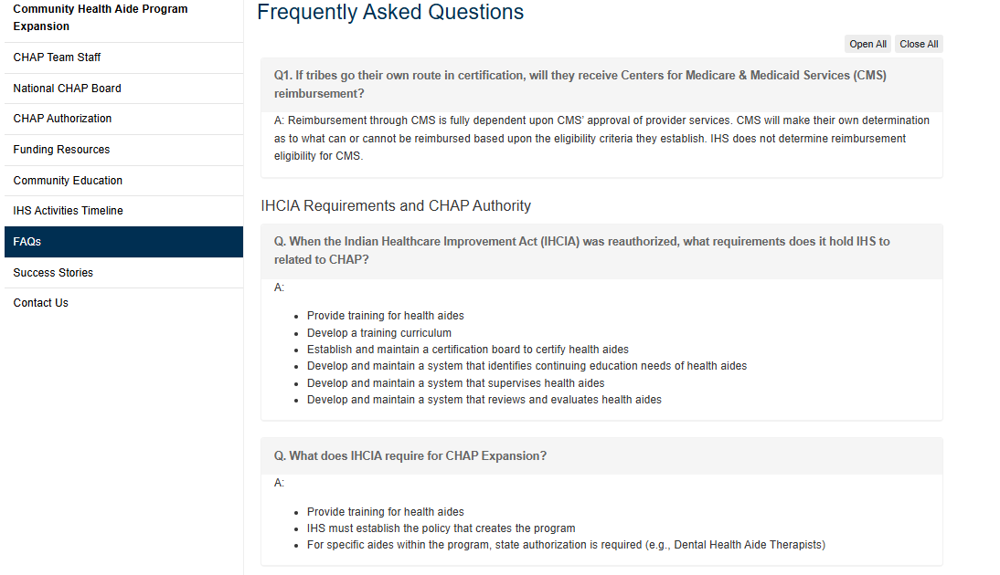 Community Health Aide Program
Expansion
CHAP Team Staff
National CHAP Board
CHAP Authorization
Funding Resources
Community Education
IHS Activities Timeline
FAQs
Success Stories
Contact Us
Frequently Asked Questions
Open All
Close All
Q1. If tribes go their own route in certification, will they receive Centers for Medicare & Medicaid Services (CMS)
reimbursement?
A: Reimbursement through CMS is fully dependent upon CMS’ approval of provider services. CMS will make their own determination
as to what can or cannot be reimbursed based upon the eligibility criteria they establish. IHS does not determine reimbursement
eligibility for CMS.
IHCIA Requirements and CHAP Authority
Q. When the Indian Healthcare Improvement Act (IHCIA) was reauthorized, what requirements does it hold IHS to
related to CHAP?
A:
• Provide training for health aides
• Develop a training curriculum
• Establish and maintain a certification board to certify health aides
• Develop and maintain a system that identifies continuing education needs of health aides
• Develop and maintain a system that supervises health aides
• Develop and maintain a system that reviews and evaluates health aides
Q. What does IHCIA require for CHAP Expansion?
A:
• Provide training for health aides
• IHS must establish the policy that creates the program
• For specific aides within the program, state authorization is required (e.g., Dental Health Aide Therapists)